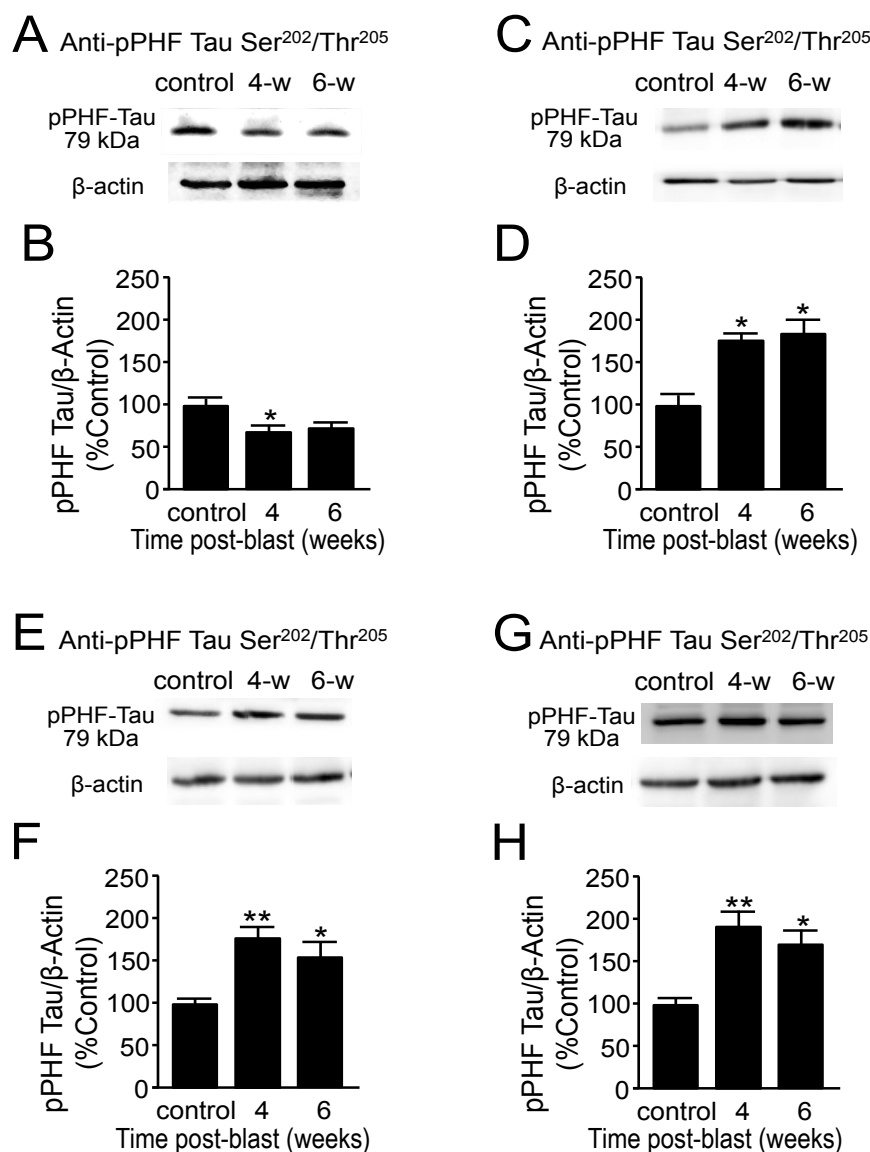 A Anti-pPHF Tau Ser²⁰²/Thr²⁰⁵
control 4-w 6-w
pPHF-Tau
79 kDa
β-actin
B
pPHF Tau/β-Actin
(%Control)
250
200
150
100
50
0
*
control 4 6
Time post-blast (weeks)
C Anti-pPHF Tau Ser²⁰²/Thr²⁰⁵
control 4-w 6-w
pPHF-Tau
79 kDa
β-actin
D
pPHF Tau/β-Actin
(%Control)
250
200
150
100
50
0
* *
control 4 6
Time post-blast (weeks)
E Anti-pPHF Tau Ser²⁰²/Thr²⁰⁵
control 4-w 6-w
pPHF-Tau
79 kDa
β-actin
F
pPHF Tau/β-Actin
(%Control)
250
200
150
100
50
0
** *
control 4 6
Time post-blast (weeks)
G Anti-pPHF Tau Ser²⁰²/Thr²⁰⁵
control 4-w 6-w
pPHF-Tau
79 kDa
β-actin
H
pPHF Tau/β-Actin
(%Control)
250
200
150
100
50
0
** *
control 4 6
Time post-blast (weeks)